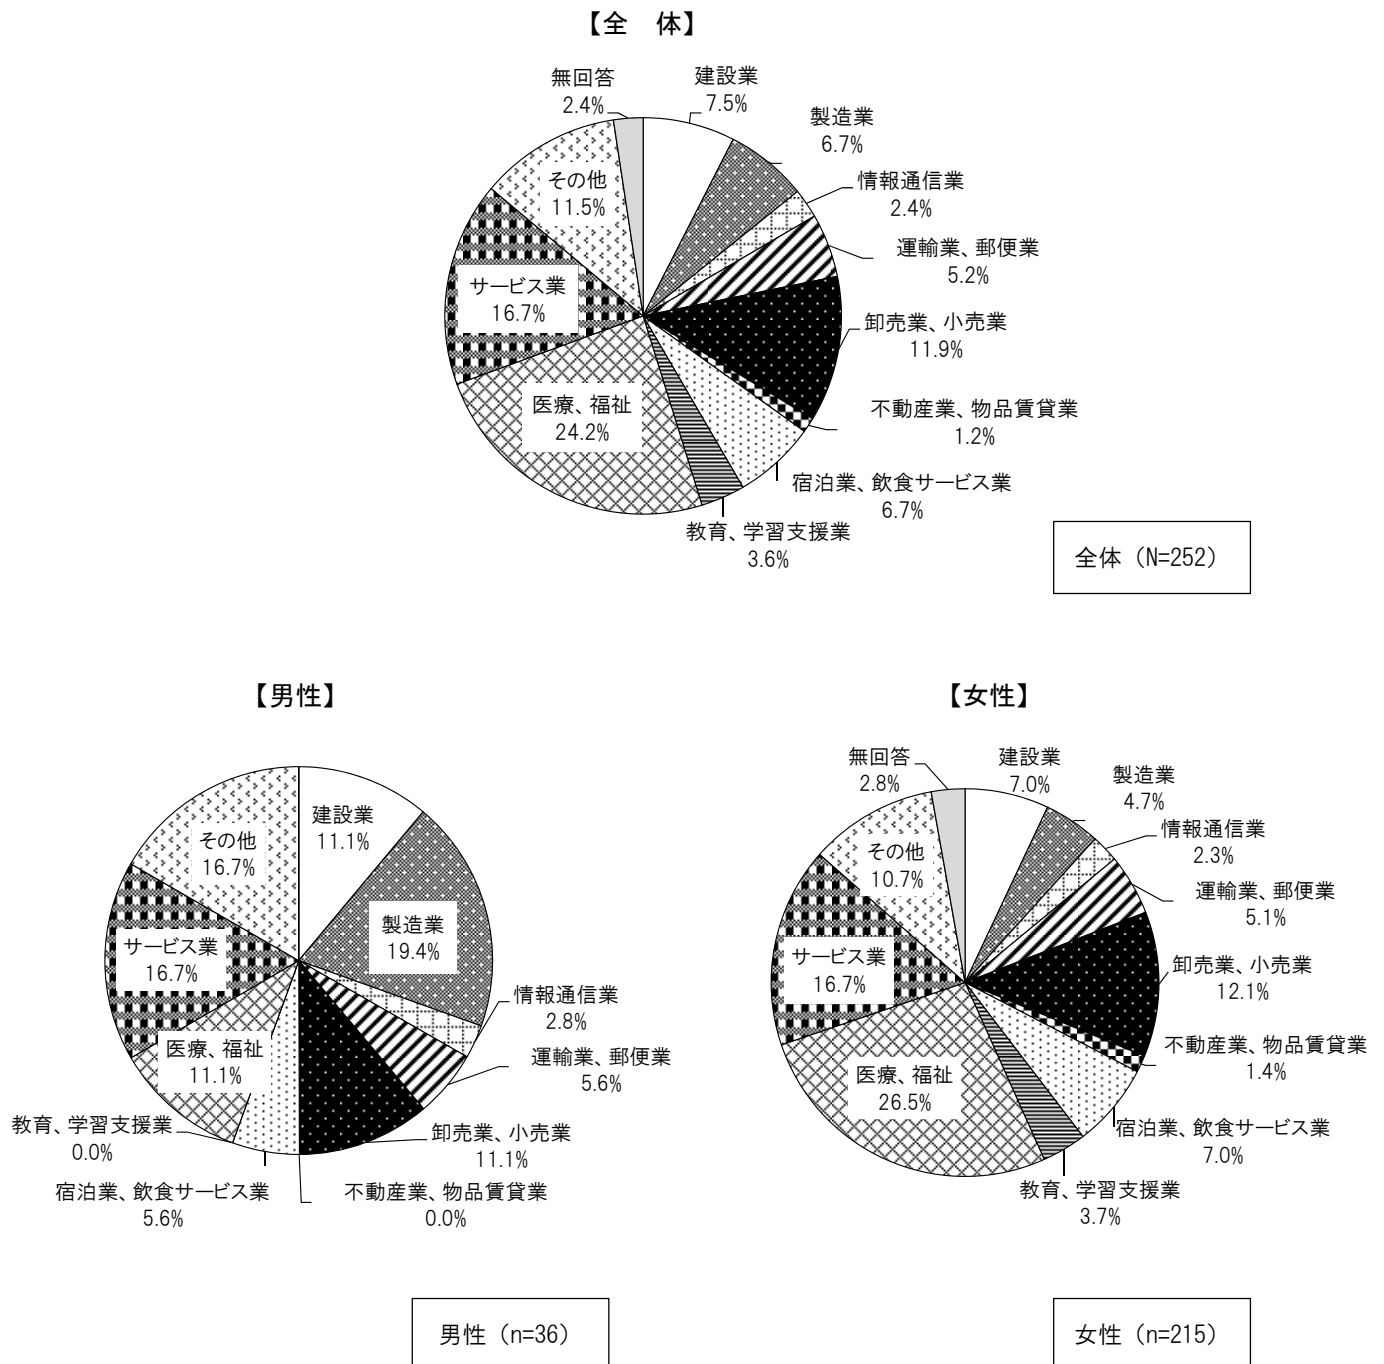 【全　体】
無回答
2.4%
建設業
7.5%
製造業
6.7%
情報通信業
2.4%
運輸業、郵便業
5.2%
卸売業、小売業
11.9%
不動産業、物品賃貸業
1.2%
宿泊業、飲食サービス業
6.7%
教育、学習支援業
3.6%
医療、福祉
24.2%
サービス業
16.7%
その他
11.5%
全体（N=252）
【男性】
建設業
11.1%
製造業
19.4%
情報通信業
2.8%
運輸業、郵便業
5.6%
卸売業、小売業
11.1%
不動産業、物品賃貸業
0.0%
宿泊業、飲食サービス業
5.6%
教育、学習支援業
0.0%
医療、福祉
11.1%
サービス業
16.7%
その他
16.7%
男性（n=36）
【女性】
無回答
2.8%
建設業
7.0%
製造業
4.7%
情報通信業
2.3%
運輸業、郵便業
5.1%
卸売業、小売業
12.1%
不動産業、物品賃貸業
1.4%
宿泊業、飲食サービス業
7.0%
教育、学習支援業
3.7%
医療、福祉
26.5%
サービス業
16.7%
その他
10.7%
女性（n=215）